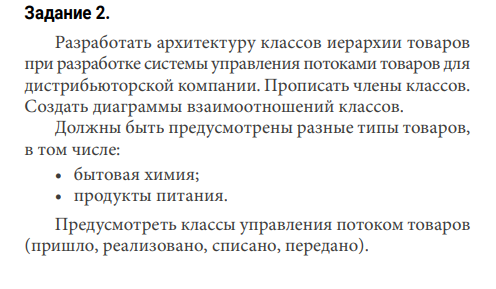 Задание 2.
Разработать архитектуру классов иерархии товаров
при разработке системы управления потоками товаров для
дистрибьюторской компании. Прописать члены классов.
Создать диаграммы взаимоотношений классов.
Должны быть предусмотрены разные типы товаров,
в том числе:
• бытовая химия;
• продукты питания.
Предусмотреть классы управления потоком товаров
(пришло, реализовано, списано, передано).